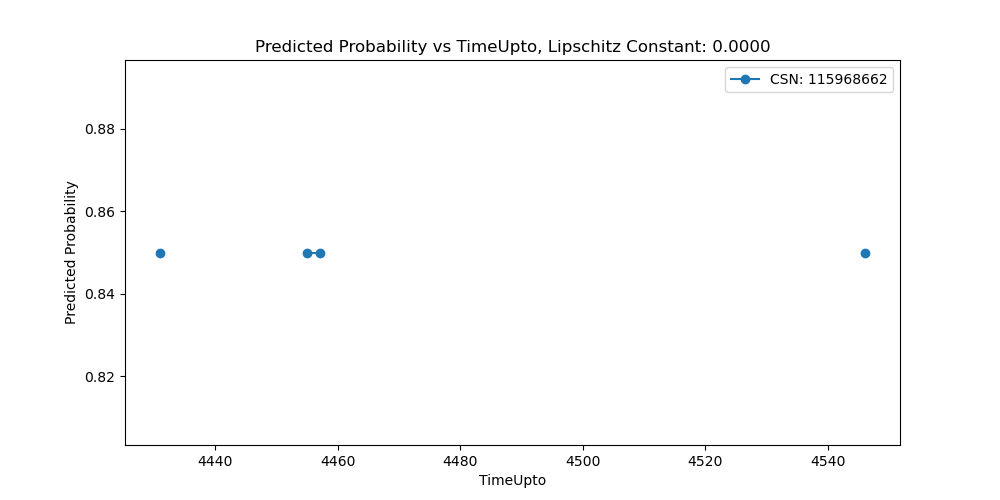 Predicted Probability vs TimeUpto, Lipschitz Constant: 0.0000
CSN: 115968662
Predicted Probability
0.88
0.86
0.84
0.82
4440 4460 4480 4500 4520 4540
TimeUpto